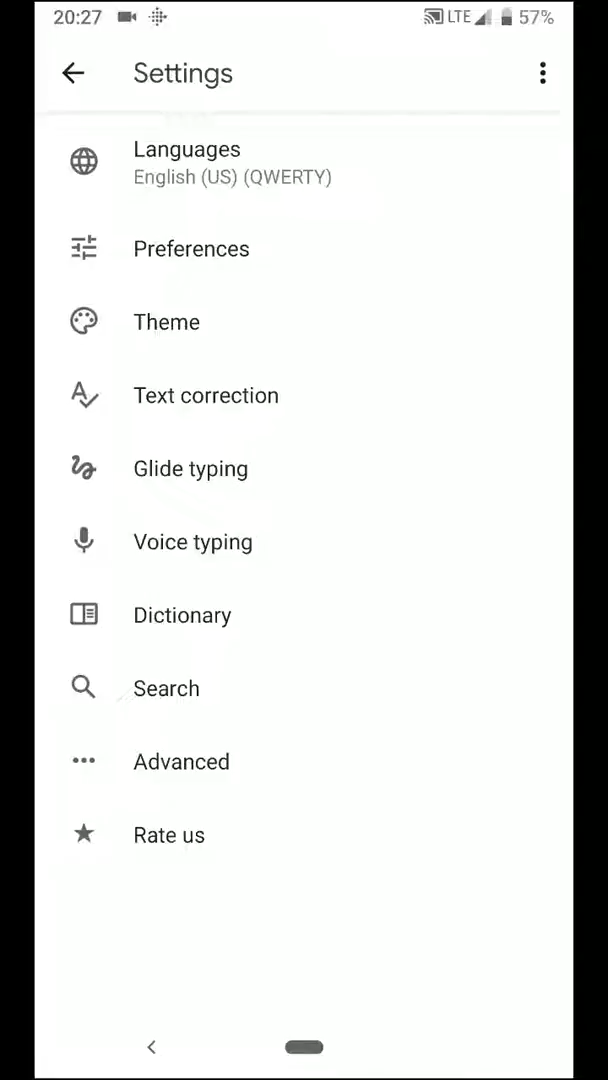 20:27 LTE 57%
Settings
Languages
English (US) (QWERTY)
Preferences
Theme
Text correction
Glide typing
Voice typing
Dictionary
Search
Advanced
Rate us